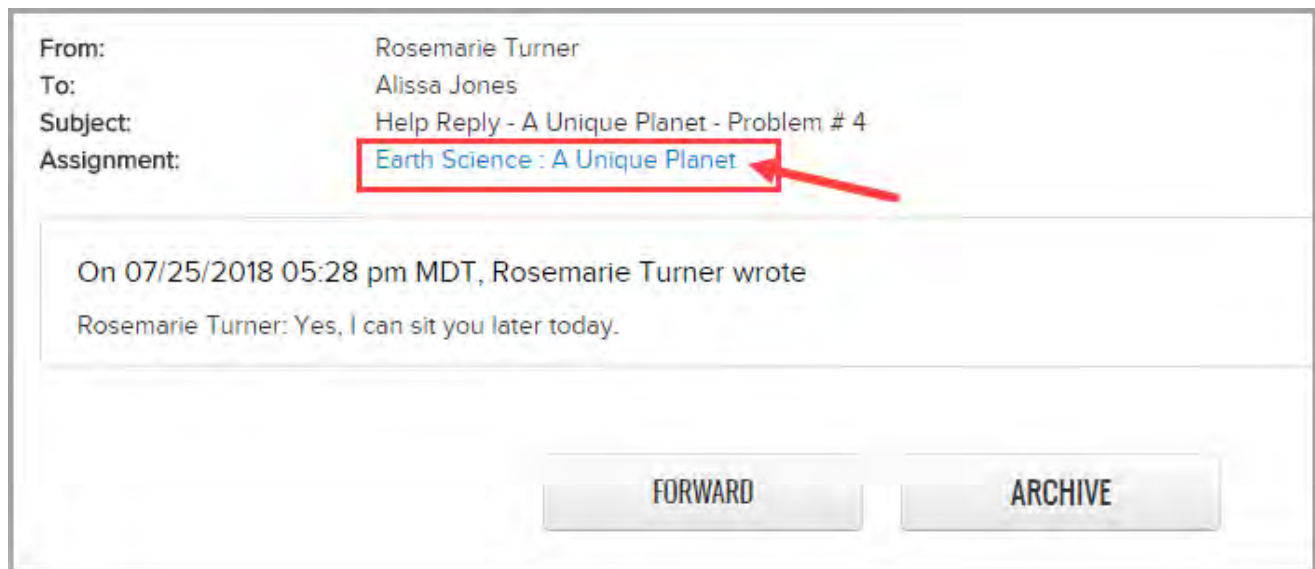 From: Rosemarie Turner
To: Alissa Jones
Subject: Help Reply - A Unique Planet - Problem # 4
Assignment: Earth Science : A Unique Planet
On 07/25/2018 05:28 pm MDT, Rosemarie Turner wrote
Rosemarie Turner: Yes, I can sit you later today.
FORWARD ARCHIVE